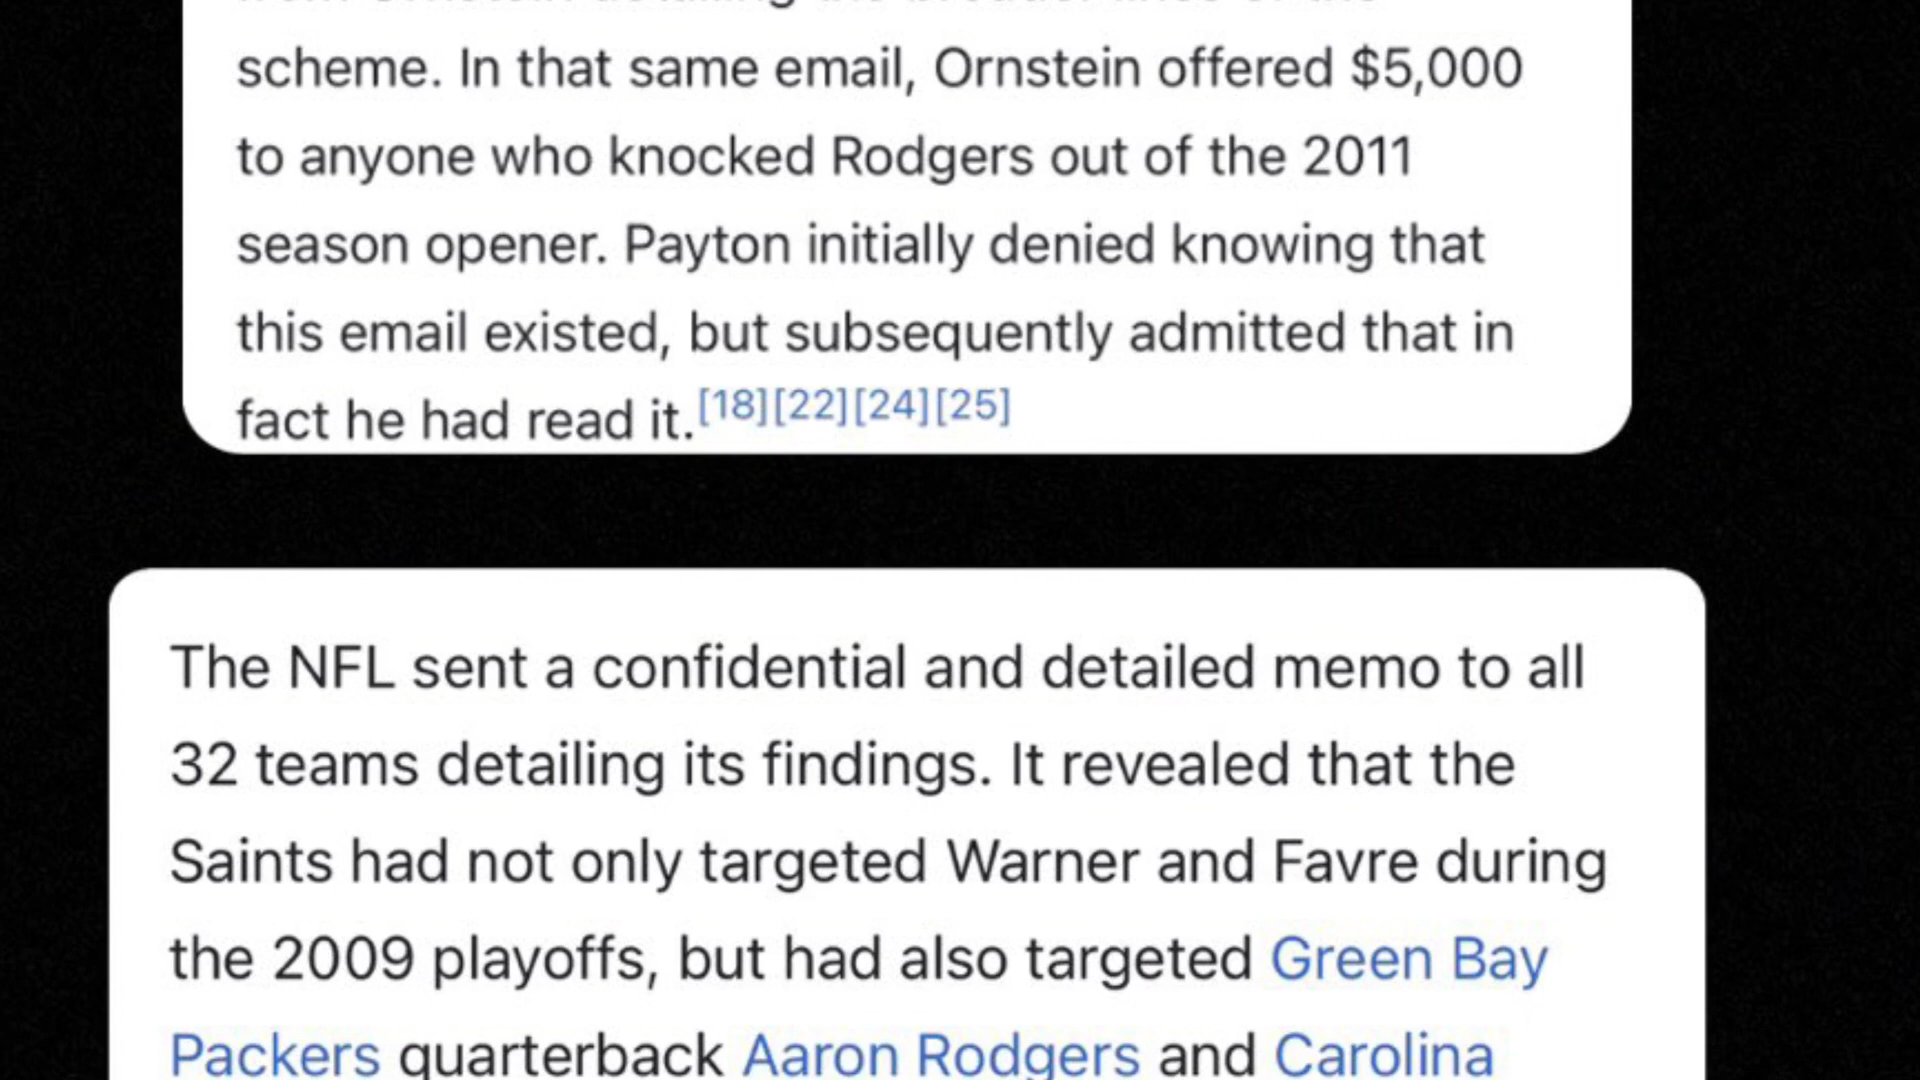 scheme. In that same email, Ornstein offered $5,000
to anyone who knocked Rodgers out of the 2011
season opener. Payton initially denied knowing that
this email existed, but subsequently admitted that in
fact he had read it.[18][22][24][25]
The NFL sent a confidential and detailed memo to all
32 teams detailing its findings. It revealed that the
Saints had not only targeted Warner and Favre during
the 2009 playoffs, but had also targeted Green Bay
Packers quarterback Aaron Rodgers and Carolina